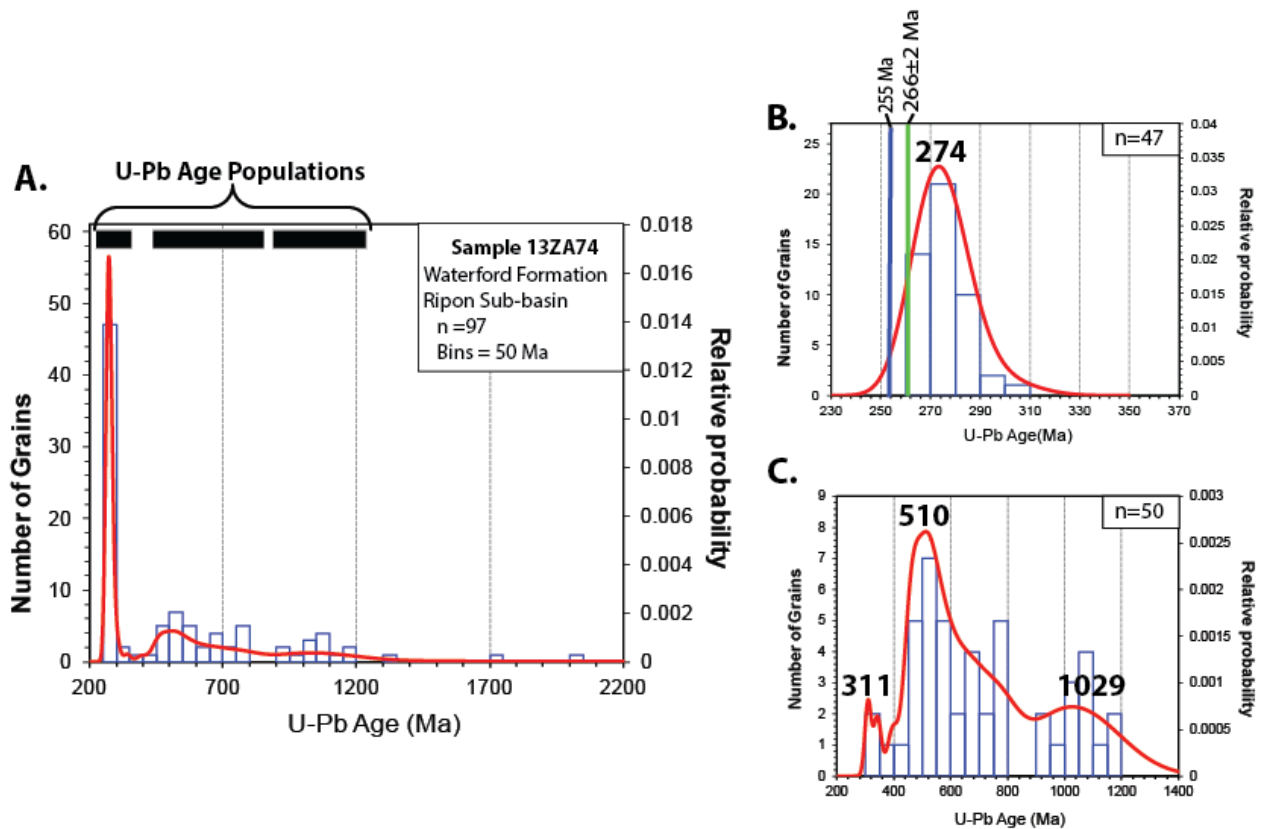 A.
U-Pb Age Populations
Sample 13ZA74
Waterford Formation
Ripon Sub-basin
n =97
Bins = 50 Ma
Number of Grains
60
50
40
30
20
10
0
0.018
0.016
0.014
0.012
0.01
0.008
0.006
0.004
0.002
0
Relative probability
200 700 1200 1700 2200
U-Pb Age (Ma)
B.
255 Ma
266±2 Ma
274
n=47
Number of Grains
25
20
15
10
5
0
0.04
0.035
0.03
0.025
0.02
0.015
0.01
0.005
0
Relative probability
230 250 270 290 310 330 350 370
U-Pb Age(Ma)
C.
510
311
1029
n=50
Number of Grains
9
8
7
6
5
4
3
2
1
0
0.003
0.0025
0.002
0.0015
0.001
0.0005
0
Relative probability
200 400 600 800 1000 1200 1400
U-Pb Age (Ma)